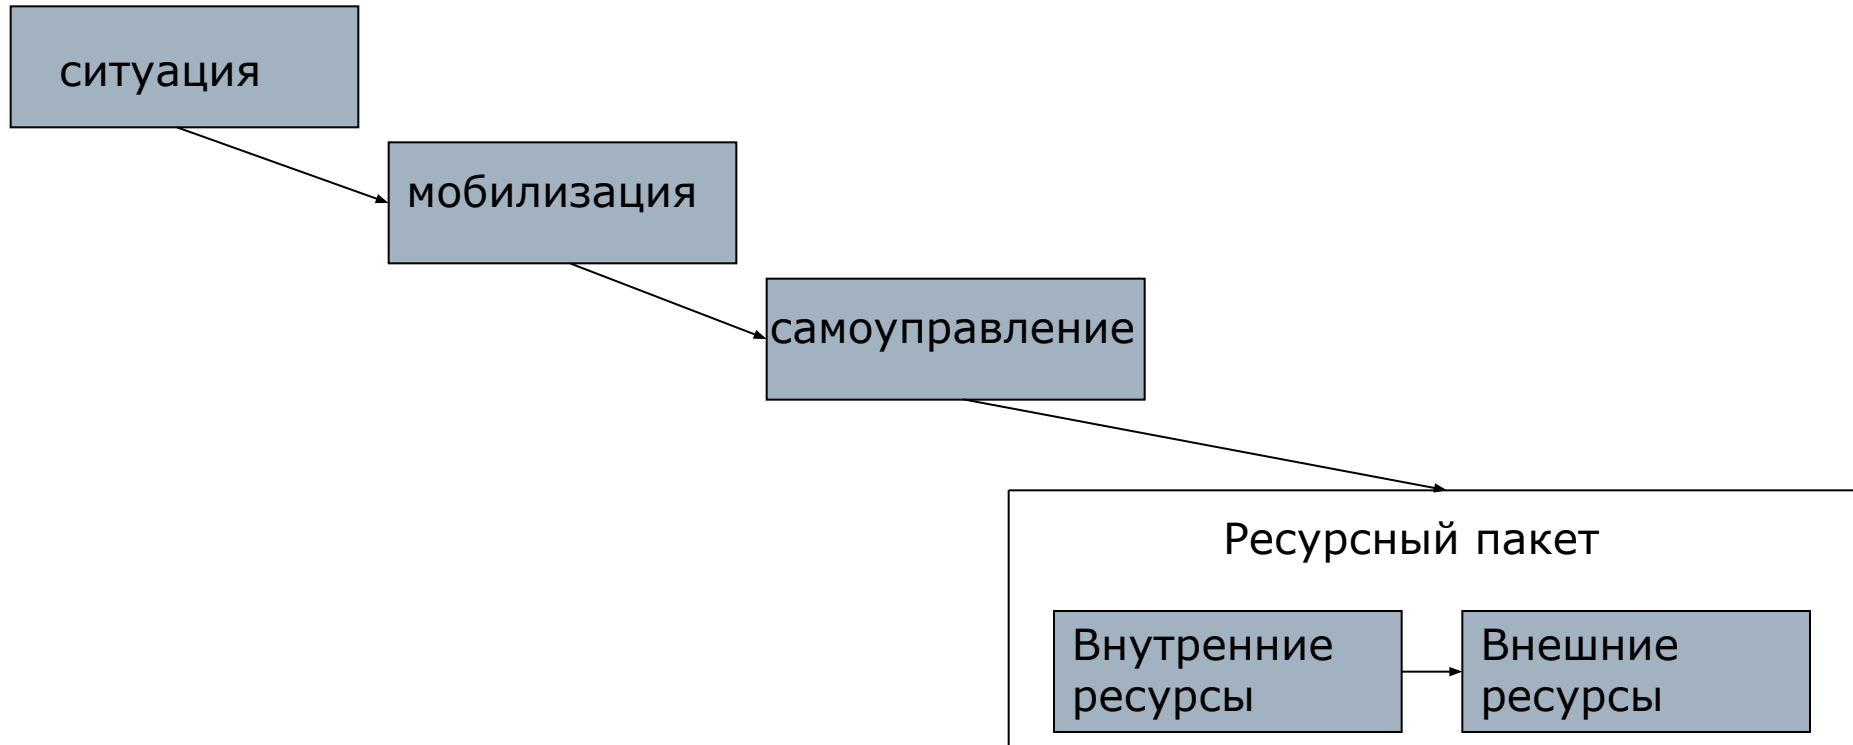 ситуация
мобилизация
самоуправление
Ресурсный пакет
Внутренние
ресурсы
Внешние
ресурсы